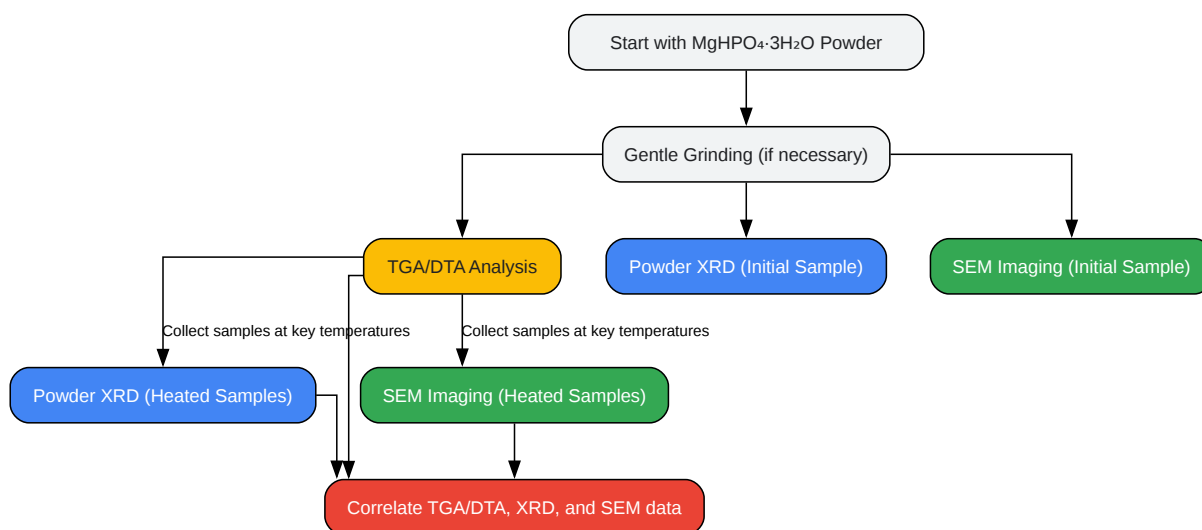 Start with MgHPO₄·3H₂O Powder
Gentle Grinding (if necessary)
TGA/DTA Analysis
Powder XRD (Initial Sample)
SEM Imaging (Initial Sample)
Collect samples at key temperatures
Collect samples at key temperatures
Powder XRD (Heated Samples)
SEM Imaging (Heated Samples)
Correlate TGA/DTA, XRD, and SEM data